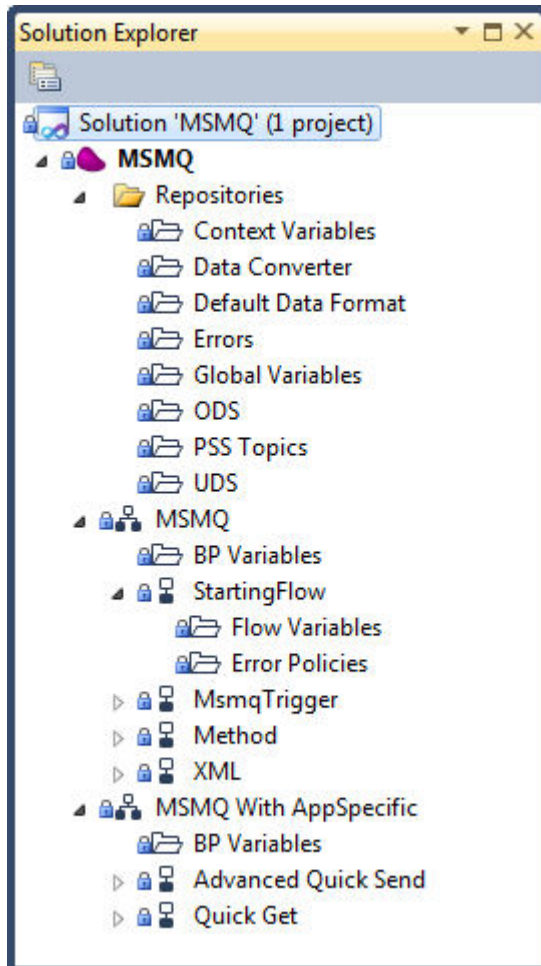 Solution Explorer
Solution 'MSMQ' (1 project)
MSMQ
Repositories
Context Variables
Data Converter
Default Data Format
Errors
Global Variables
ODS
PSS Topics
UDS
MSMQ
BP Variables
StartingFlow
Flow Variables
Error Policies
MsmqTrigger
Method
XML
MSMQ With AppSpecific
BP Variables
Advanced Quick Send
Quick Get